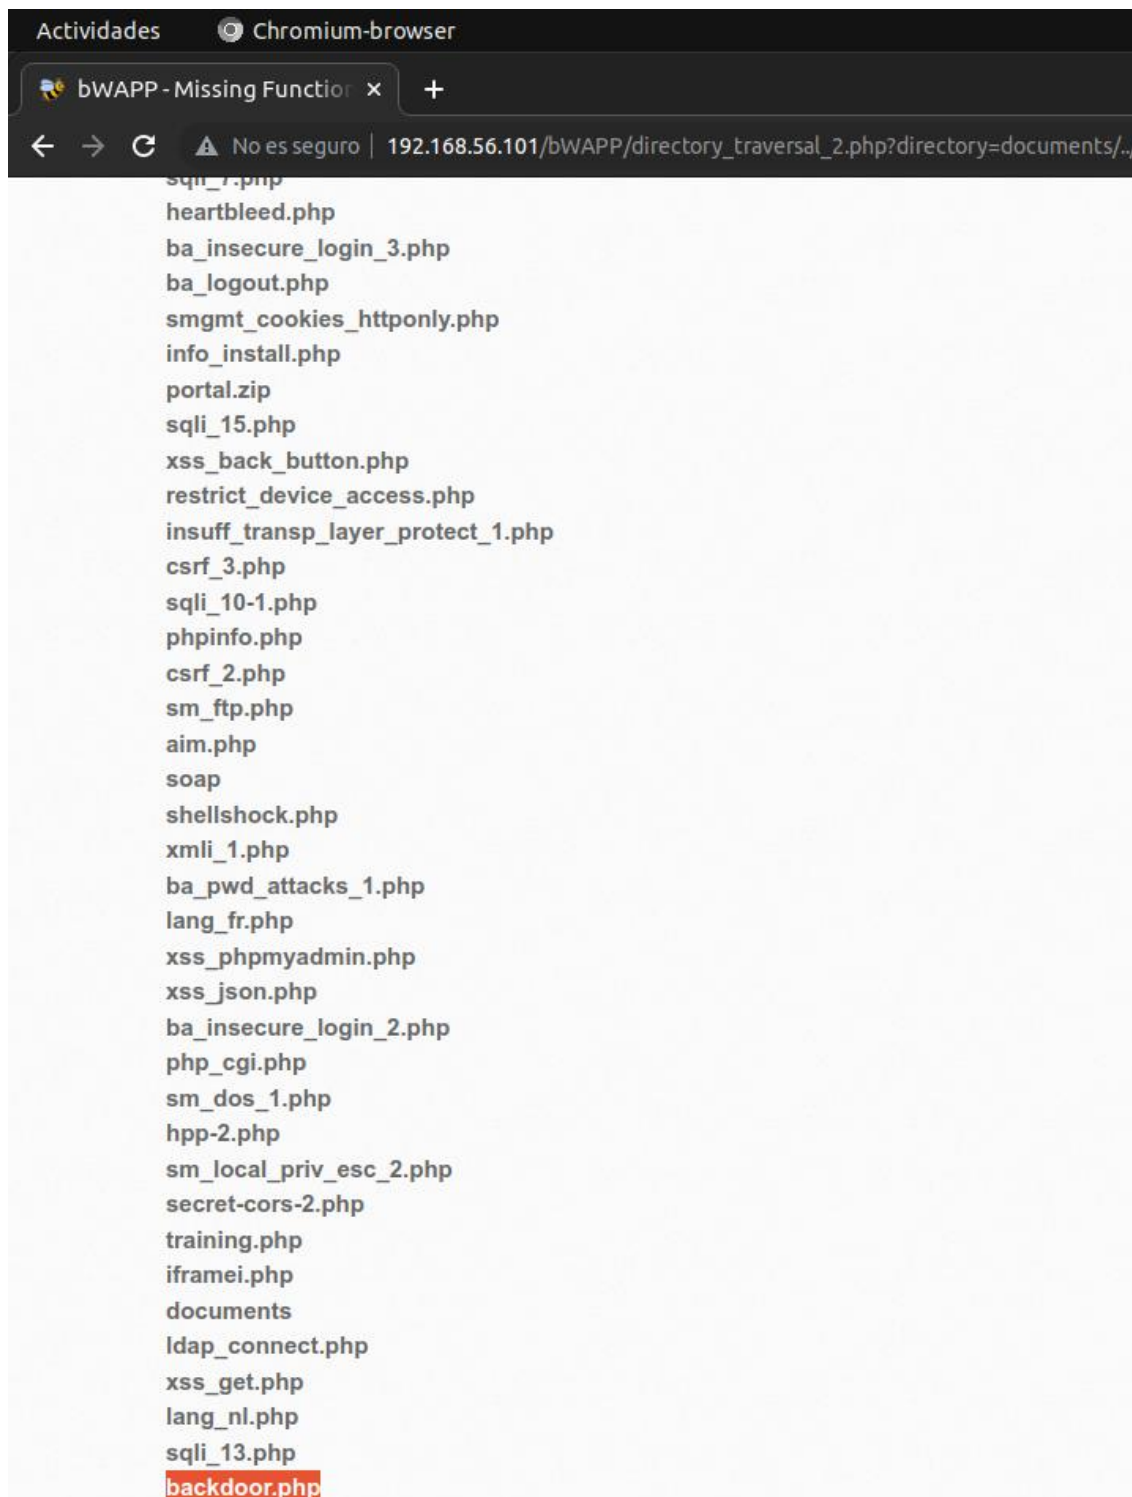 Actividades Chromium-browser
bWAPP - Missing Function
No es seguro | 192.168.56.101/bWAPP/directory_traversal_2.php?directory=documents/../
sqli_7.php
heartbleed.php
ba_insecure_login_3.php
ba_logout.php
smgmt_cookies_httponly.php
info_install.php
portal.zip
sqli_15.php
xss_back_button.php
restrict_device_access.php
insuff_transp_layer_protect_1.php
csrf_3.php
sqli_10-1.php
phpinfo.php
csrf_2.php
sm_ftp.php
aim.php
soap
shellshock.php
xmli_1.php
ba_pwd_attacks_1.php
lang_fr.php
xss_phpmyadmin.php
xss_json.php
ba_insecure_login_2.php
php_cgi.php
sm_dos_1.php
hpp-2.php
sm_local_priv_esc_2.php
secret-cors-2.php
training.php
iframei.php
documents
ldap_connect.php
xss_get.php
lang_nl.php
sqli_13.php
backdoor.php